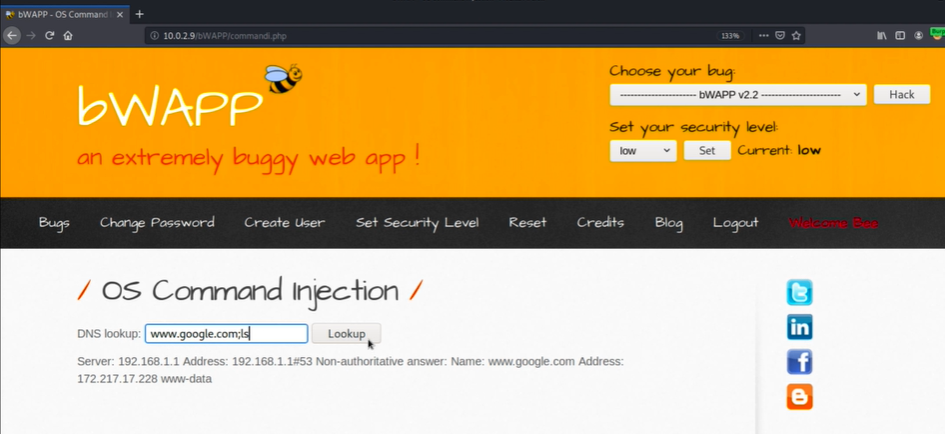 bWAPP - OS Command I
10.0.2.9/bWAPP/commandi.php
133%
bWAPP
an extremely buggy web app !
Choose your bug:
---------------------- bWAPP v2.2 ----------------------
Hack
Set your security level:
low
Set
Current: low
Bugs
Change Password
Create User
Set Security Level
Reset
Credits
Blog
Logout
Welcome Bee
/ OS Command Injection /
DNS lookup:
www.google.com;ls
Lookup
Server: 192.168.1.1 Address: 192.168.1.1#53 Non-authoritative answer: Name: www.google.com Address:
172.217.17.228 www-data